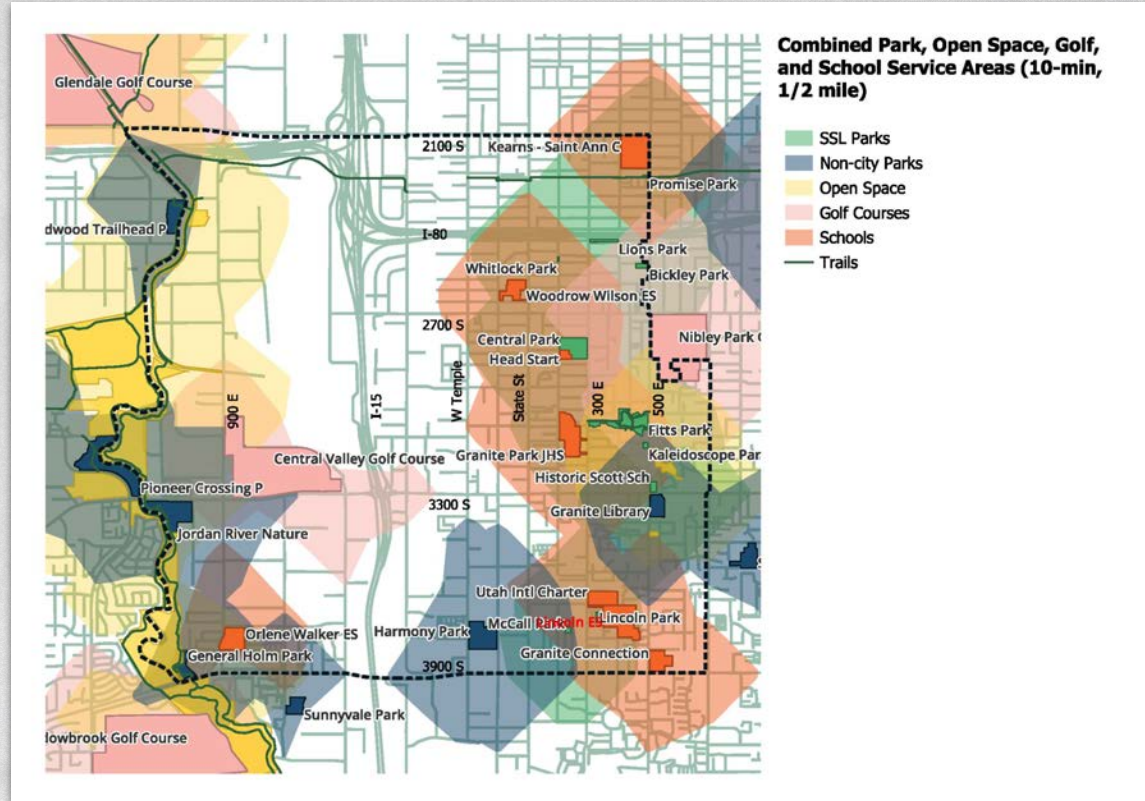 Combined Park, Open Space, Golf,
and School Service Areas (10-min,
1/2 mile)
SSL Parks
Non-city Parks
Open Space
Golf Courses
Schools
Trails
Glendale Golf Course
2100 S
Kearns - Saint Ann C
Promise Park
dwood Trailhead P
I-80
Lions Park
Whitlock Park
Bickley Park
Woodrow Wilson ES
2700 S
Central Park
Nibley Park
Head Start
900 E
I-15
W Temple
State St
300 E
500 E
Fitts Park
Granite Park JHS
Kaleidoscope Par
Central Valley Golf Course
Historic Scott Sch
Pioneer Crossing P
3300 S
Granite Library
Jordan River Nature
Utah Intl Charter
Harmony Park
McCall
Lincoln ES
Lincoln Park
Orlene Walker ES
General Holm Park
Granite Connection
3900 S
Sunnyvale Park
dowbrook Golf Course